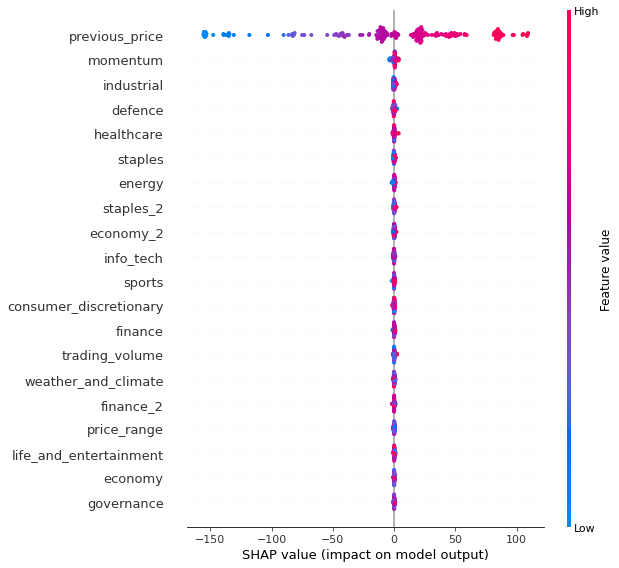 High
previous_price
momentum
industrial
defence
healthcare
staples
energy
staples_2
economy_2
info_tech
sports
consumer_discretionary
finance
trading_volume
weather_and_climate
finance_2
price_range
life_and_entertainment
economy
governance
Feature value
Low
−150 −100 −50 0 50 100
SHAP value (impact on model output)